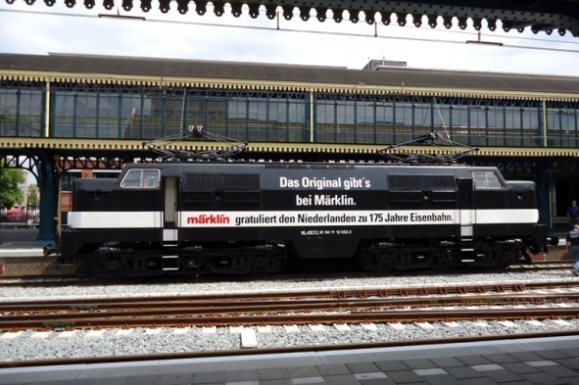 Das Original gibt´s
bei Märklin.
märklin gratuliert den Niederlanden zu 175 Jahre Eisenbahn.